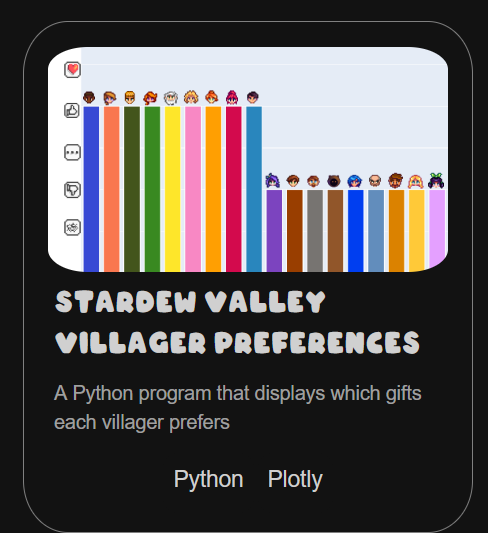 STARDEW VALLEY
VILLAGER PREFERENCES
A Python program that displays which gifts
each villager prefers
Python Plotly